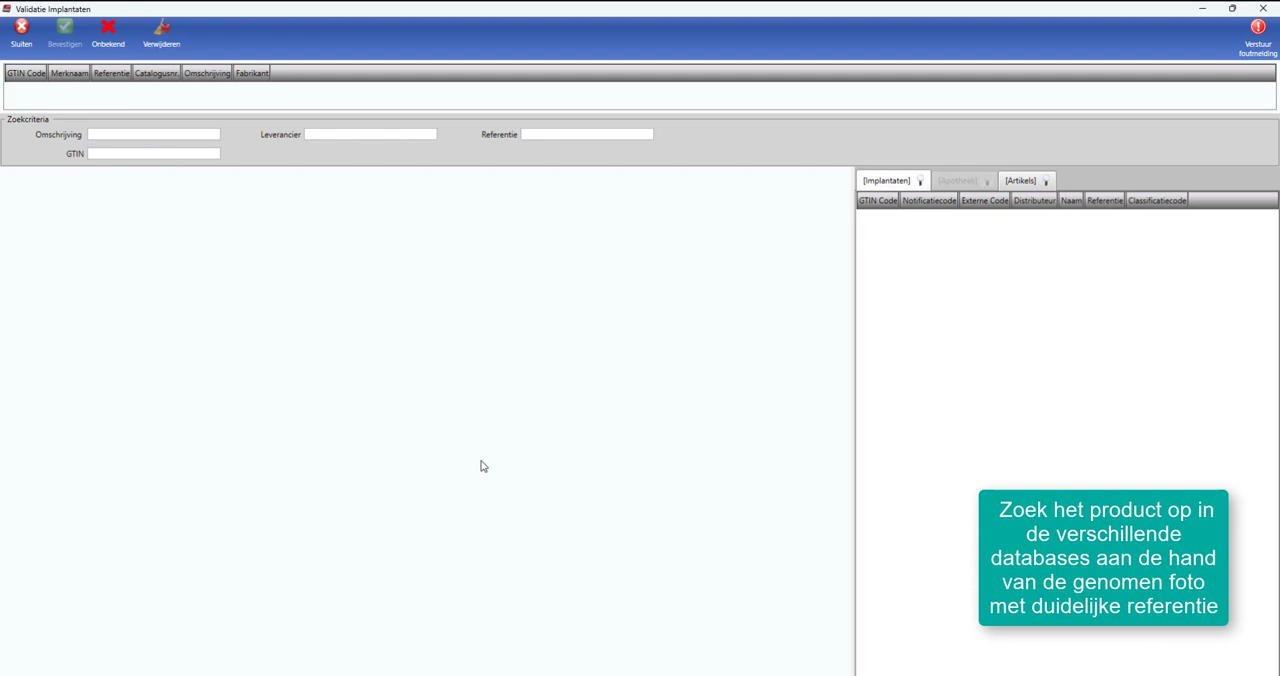 Validatie Implantaten
Sluiten
Bevestigen
Onbekend
Verwijderen
Verstuur
foutmelding
GTIN Code Merknaam Referentie Catalogusnr. Omschrijving Fabrikant
Zoekcriteria
Omschrijving Leverancier Referentie
GTIN
[Implantaten] [Apotheek] [Artikels]
GTIN Code Notificatiecode Externe Code Distributeur Naam Referentie Classificatiecode
Zoek het product op in
de verschillende
databases aan de hand
van de genomen foto
met duidelijke referentie